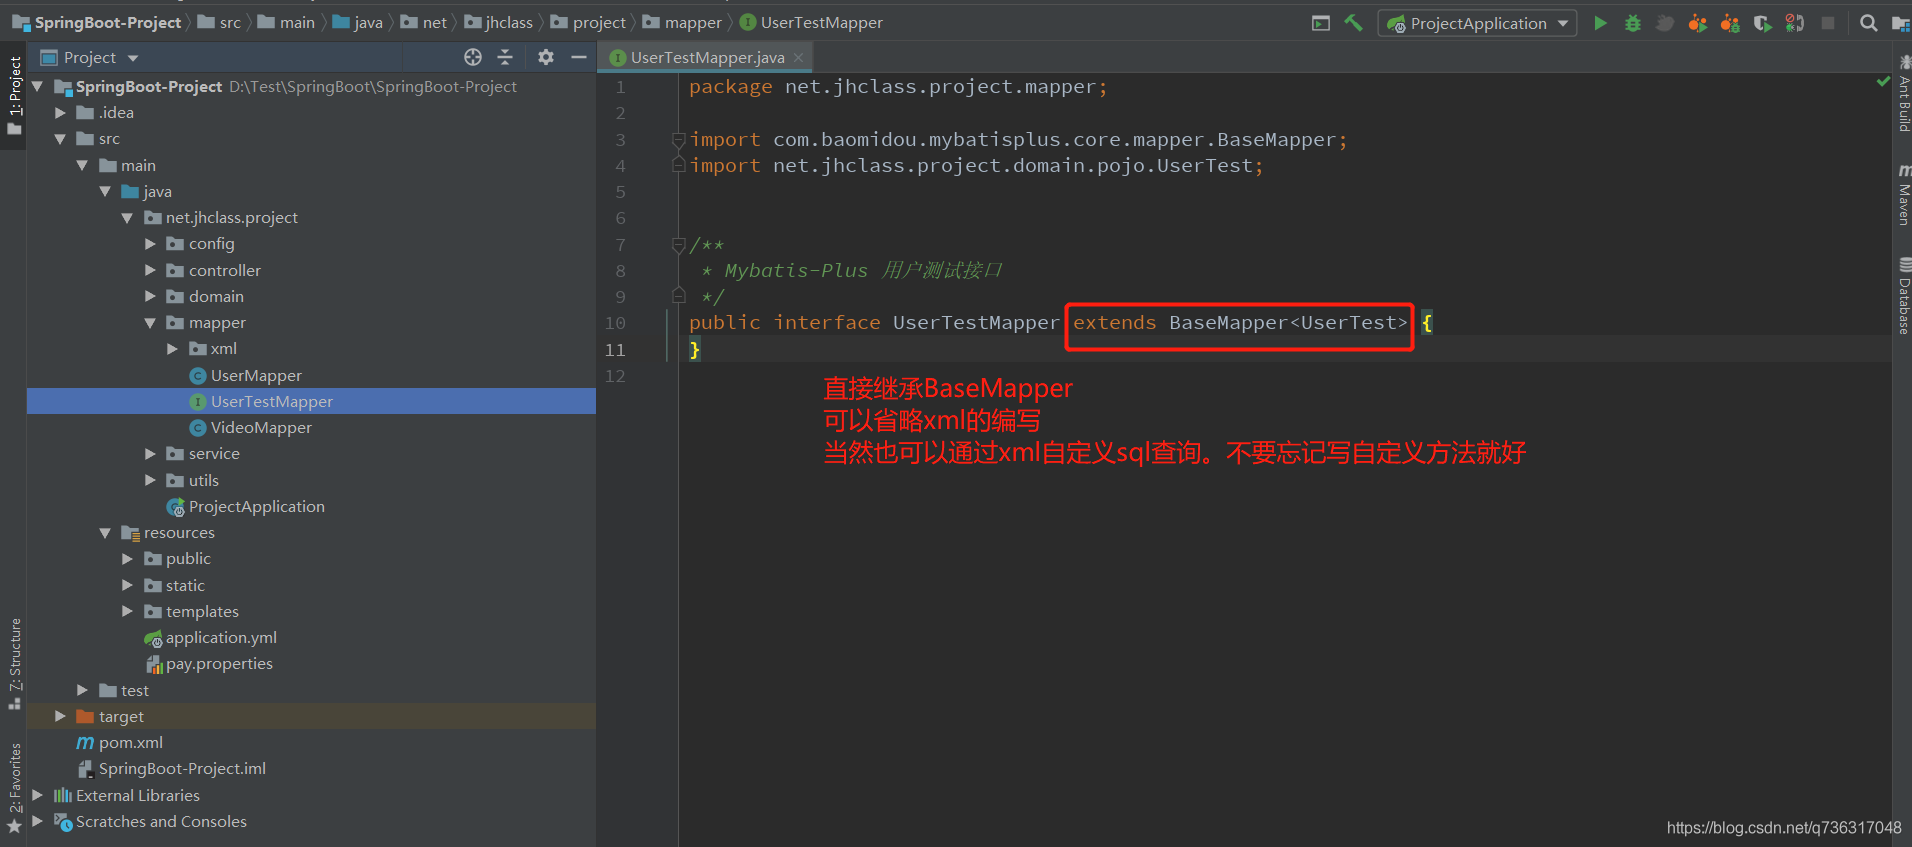 SpringBoot-Project src main java net jhclass project mapper UserTestMapper
ProjectApplication
Project
UserTestMapper.java
1: Project
7: Structure
2: Favorites
SpringBoot-Project D:\Test\SpringBoot\SpringBoot-Project
.idea
src
main
java
net.jhclass.project
config
controller
domain
mapper
xml
UserMapper
UserTestMapper
VideoMapper
service
utils
ProjectApplication
resources
public
static
templates
application.yml
pay.properties
test
target
pom.xml
SpringBoot-Project.iml
External Libraries
Scratches and Consoles
1 package net.jhclass.project.mapper;
2
3 import com.baomidou.mybatisplus.core.mapper.BaseMapper;
4 import net.jhclass.project.domain.pojo.UserTest;
5
6
7 /**
8 * Mybatis-Plus 用户测试接口
9 */
10 public interface UserTestMapper extends BaseMapper<UserTest> {
11 }
12
直接继承BaseMapper
可以省略xml的编写
当然也可以通过xml自定义sql查询。不要忘记写自定义方法就好
Ant Build
Maven
Database
https://blog.csdn.net/q736317048